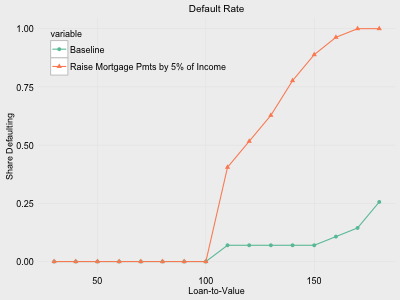 Default Rate
variable
Baseline
Raise Mortgage Pmts by 5% of Income
1.00
0.75
0.50
0.25
0.00
Share Defaulting
50
100
150
Loan-to-Value